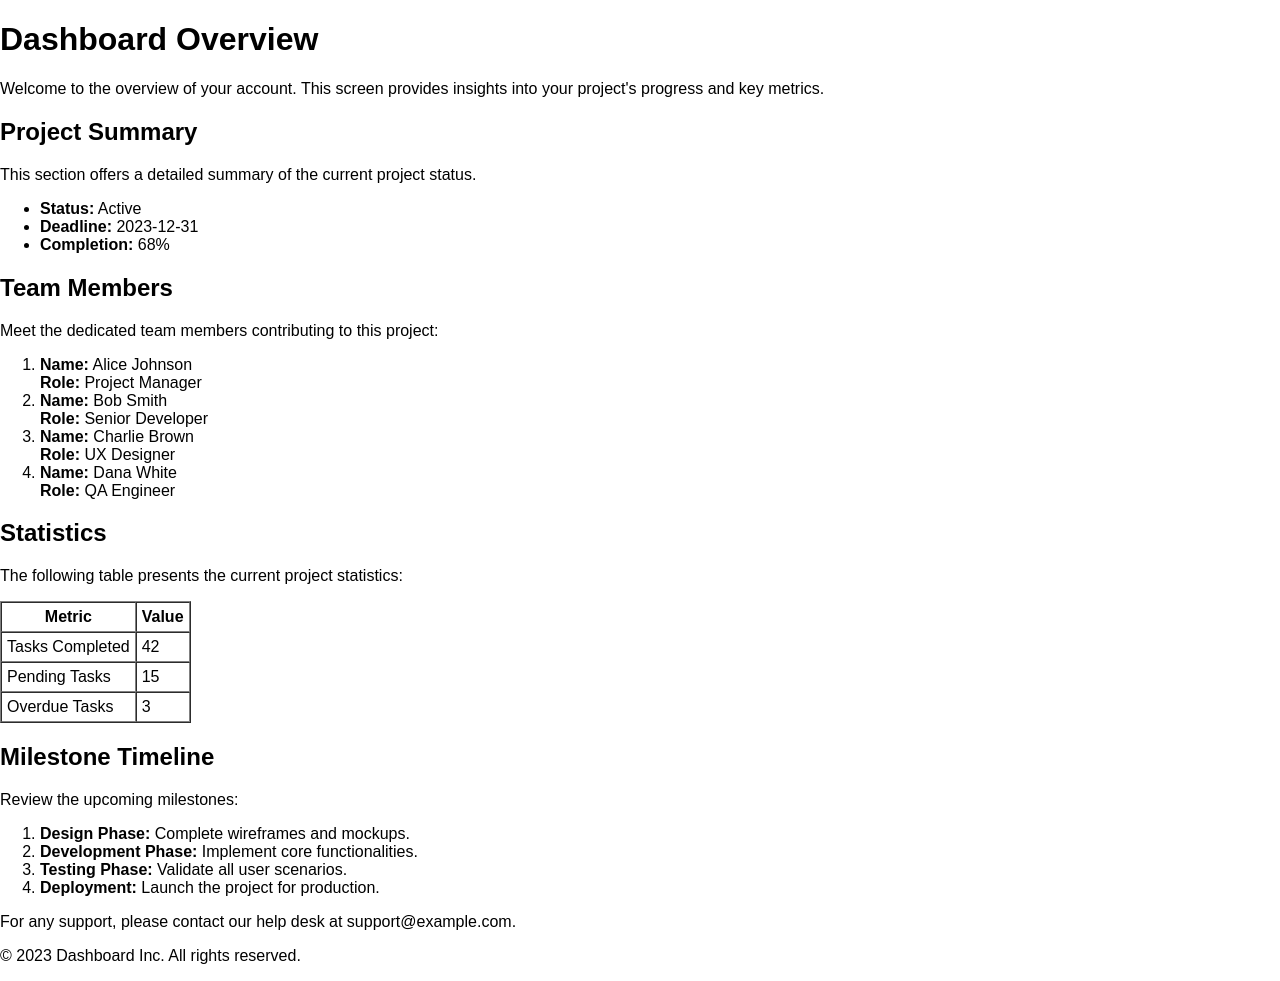 Dashboard Overview
Welcome to the overview of your account. This screen provides insights into your project's progress and key metrics.
Project Summary
This section offers a detailed summary of the current project status.
• Status: Active
• Deadline: 2023-12-31
• Completion: 68%
Team Members
Meet the dedicated team members contributing to this project:
1. Name: Alice Johnson
Role: Project Manager
2. Name: Bob Smith
Role: Senior Developer
3. Name: Charlie Brown
Role: UX Designer
4. Name: Dana White
Role: QA Engineer
Statistics
The following table presents the current project statistics:
Metric Value
Tasks Completed 42
Pending Tasks 15
Overdue Tasks 3
Milestone Timeline
Review the upcoming milestones:
1. Design Phase: Complete wireframes and mockups.
2. Development Phase: Implement core functionalities.
3. Testing Phase: Validate all user scenarios.
4. Deployment: Launch the project for production.
For any support, please contact our help desk at support@example.com.
© 2023 Dashboard Inc. All rights reserved.